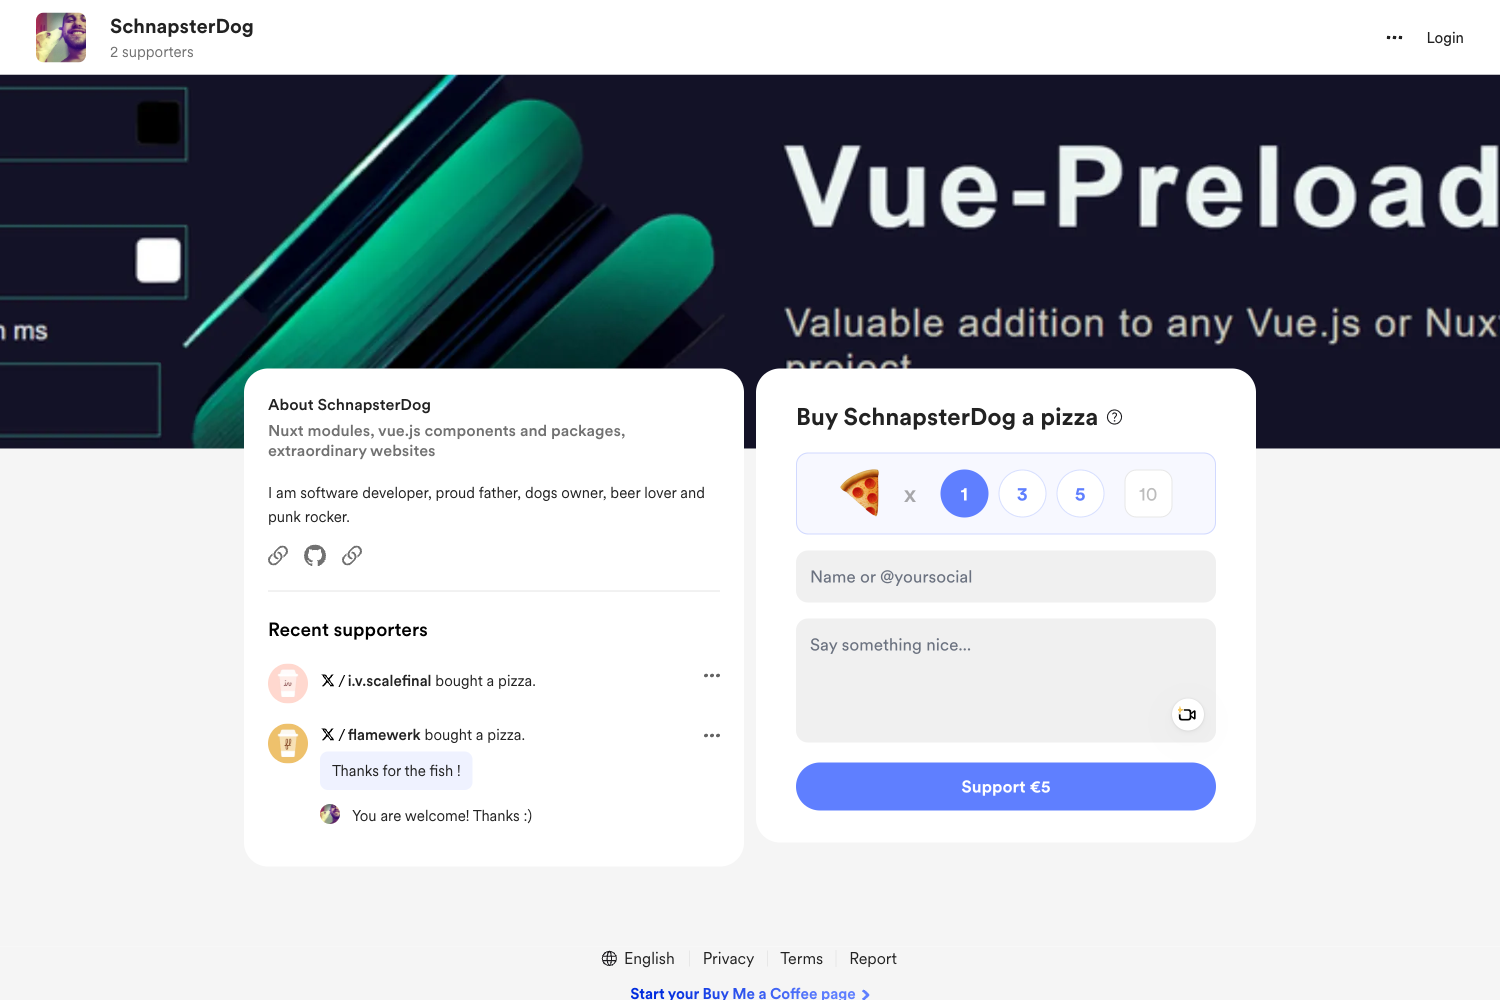 SchnapsterDog
2 supporters
Login
Vue-Preload
Valuable addition to any Vue.js or Nux
project
ms
About SchnapsterDog
Nuxt modules, vue.js components and packages,
extraordinary websites
I am software developer, proud father, dogs owner, beer lover and
punk rocker.
Recent supporters
/ i.v.scalefinal bought a pizza.
/ flamewerk bought a pizza.
Thanks for the fish !
You are welcome! Thanks :)
Buy SchnapsterDog a pizza ?
x 1 3 5 10
Name or @yoursocial
Say something nice...
Support €5
English Privacy Terms Report
Start your Buy Me a Coffee page